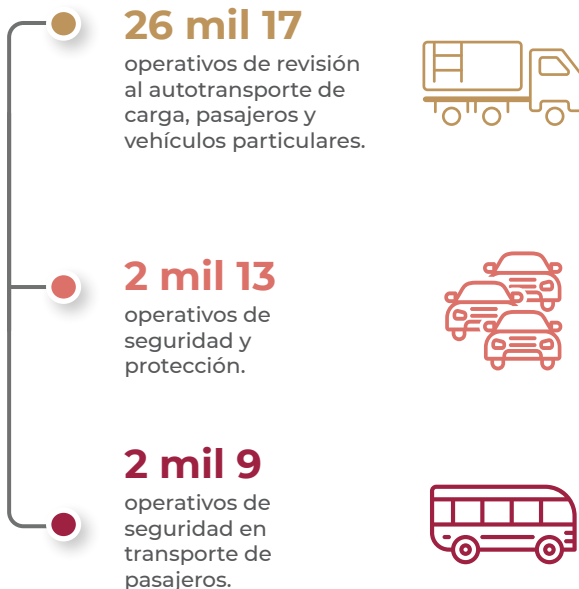 26 mil 17
operativos de revisión
al autotransporte de
carga, pasajeros y
vehículos particulares.
2 mil 13
operativos de
seguridad y
protección.
2 mil 9
operativos de
seguridad en
transporte de
pasajeros.